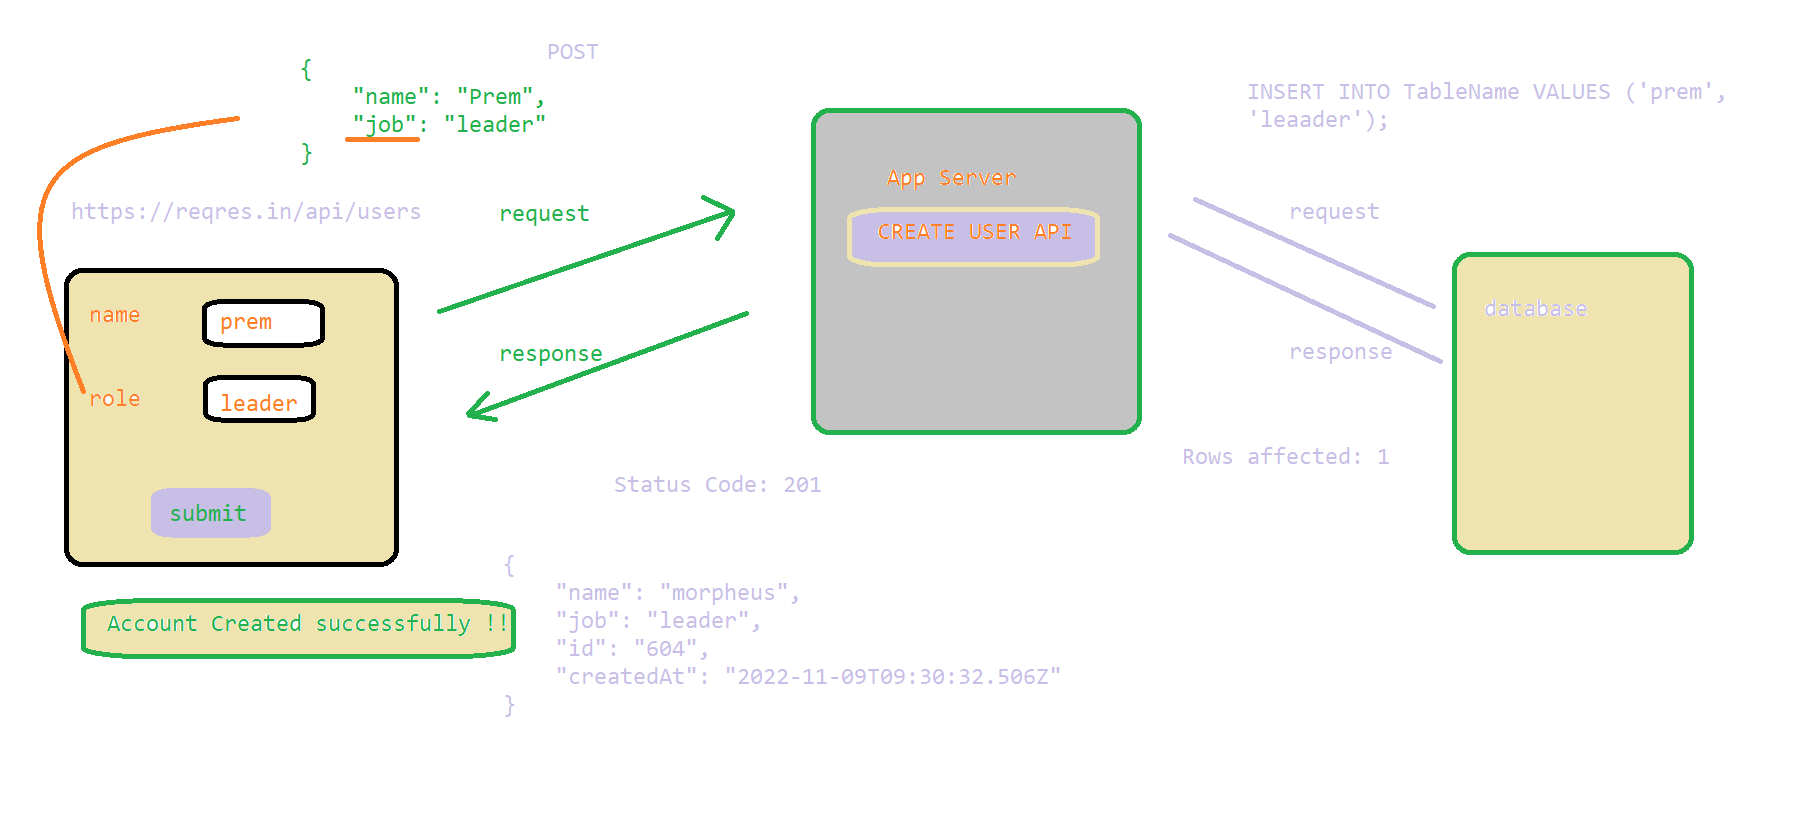 POST
{
"name": "Prem",
"job": "leader"
}
https://reqres.in/api/users
request
response
name
prem
role
leader
submit
Account Created successfully !!
App Server
CREATE USER API
Status Code: 201
{
"name": "morpheus",
"job": "leader",
"id": "604",
"createdAt": "2022-11-09T09:30:32.506Z"
}
INSERT INTO TableName VALUES ('prem',
'leaader');
request
response
database
Rows affected: 1